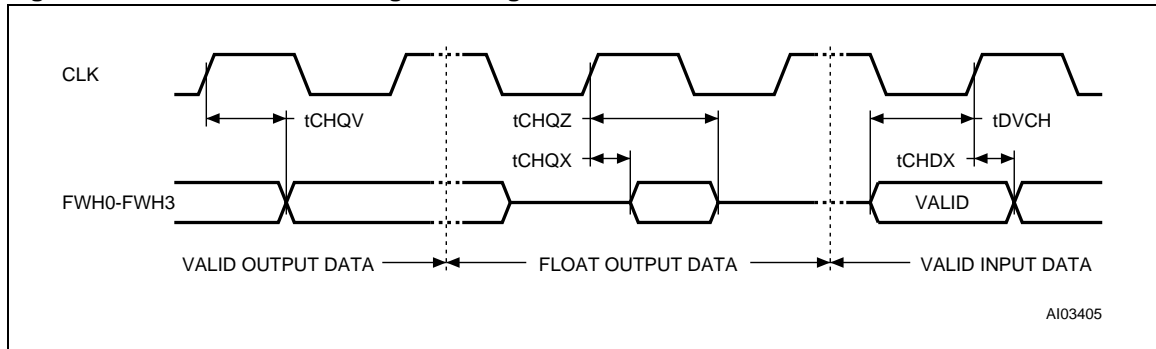 CLK
tCHQV
tCHQZ
tDVCH
tCHQX
tCHDX
FWH0-FWH3
VALID
VALID OUTPUT DATA
FLOAT OUTPUT DATA
VALID INPUT DATA
AI03405